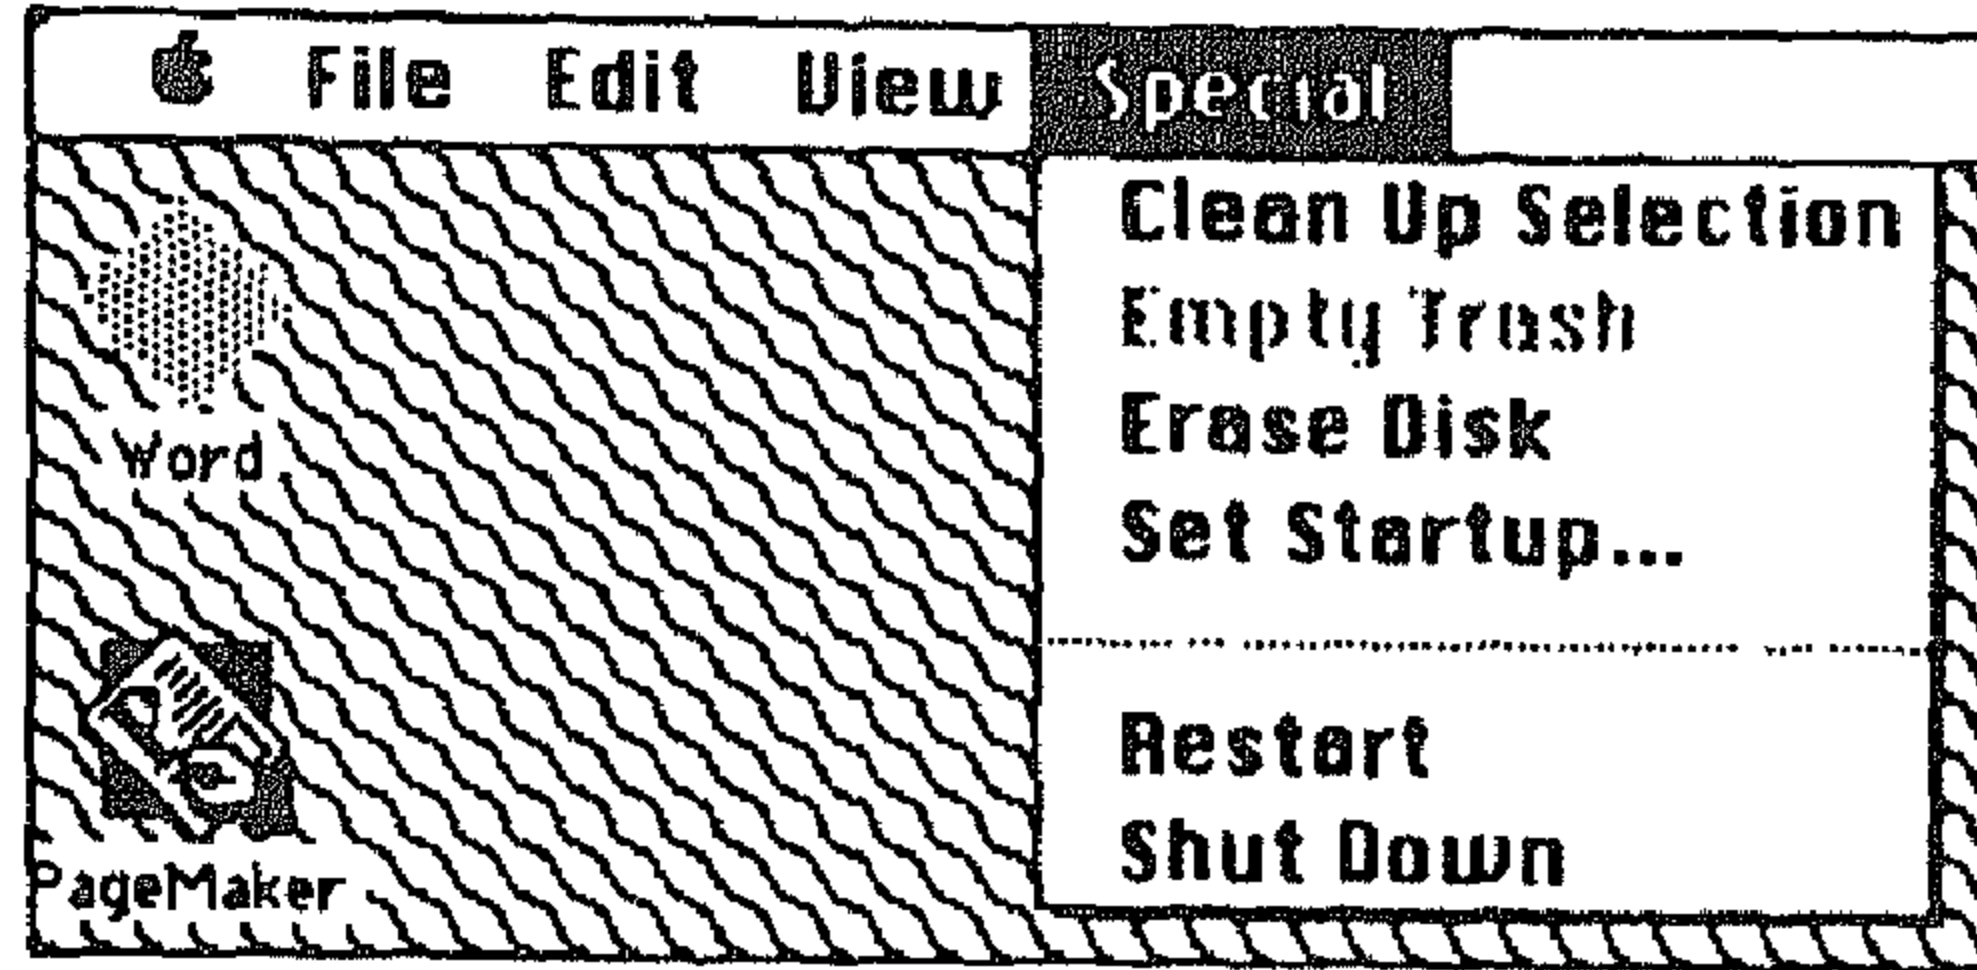 File Edit View Special
Clean Up Selection
Empty Trash
Erase Disk
Set Startup...
Restart
Shut Down
Word
PageMaker